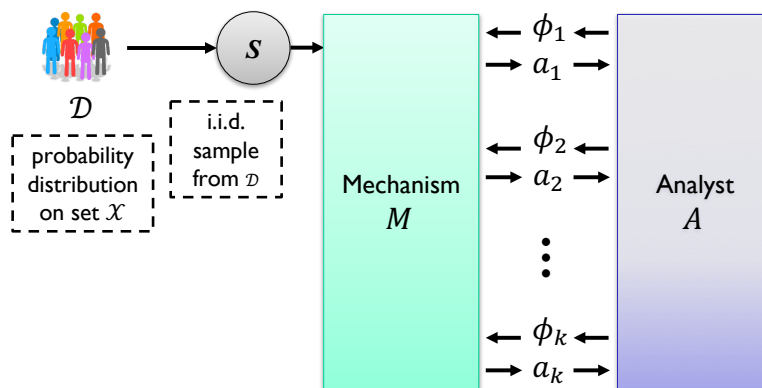 𝒟
probability
distribution
on set 𝒳
S
i.i.d.
sample
from 𝒟
Mechanism
M
ϕ₁
a₁
ϕ₂
a₂
⋮
ϕₖ
aₖ
Analyst
A